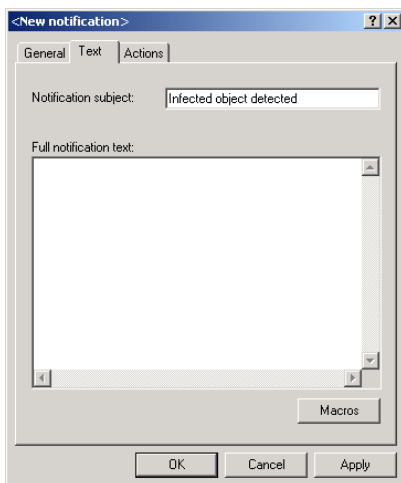 <New notification>
General Text Actions
Notification subject: Infected object detected
Full notification text:
Macros
OK Cancel Apply